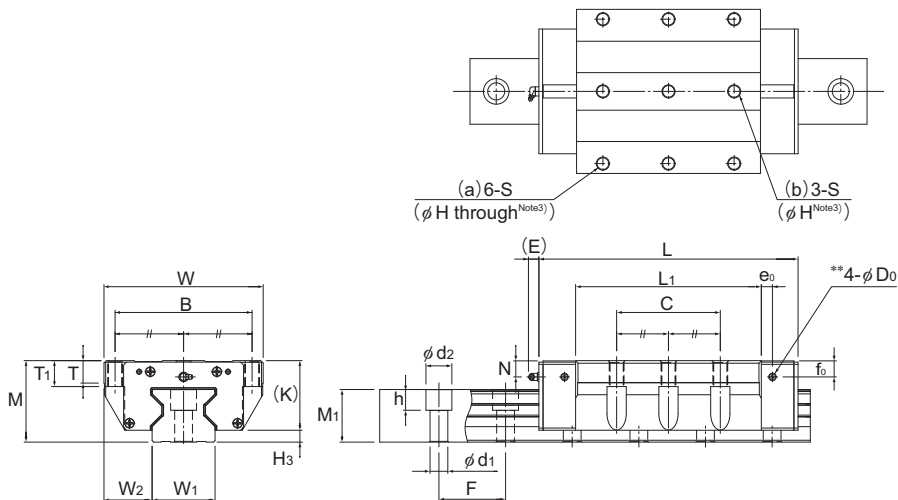 (a)6-S
(φH through Note3))
(b)3-S
(φH Note3))
(E)
L
L1
e0
**4-φD0
C
W
B
T1
T
M
(K)
H3
W2
W1
φd2
h
M1
N
f0
φd1
F